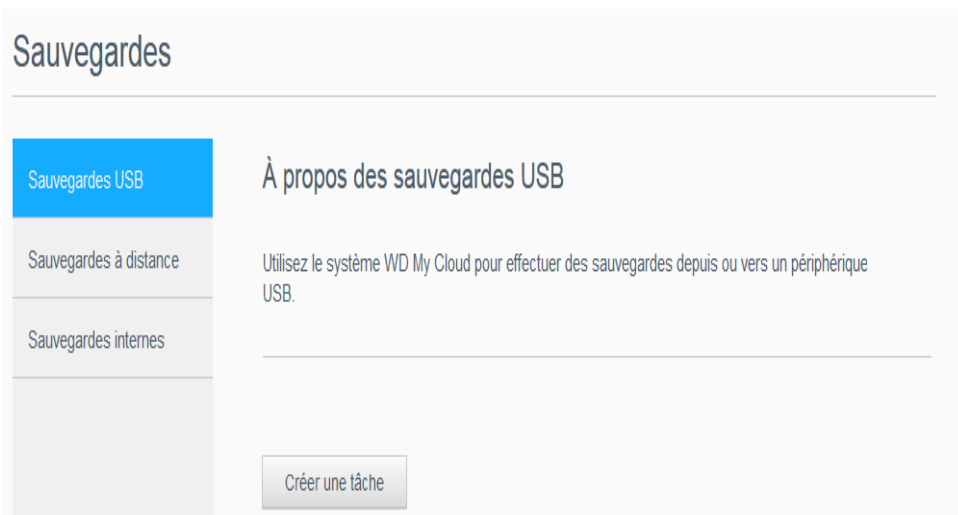 Sauvegardes
Sauvegardes USB
Sauvegardes à distance
Sauvegardes internes
À propos des sauvegardes USB
Utilisez le système WD My Cloud pour effectuer des sauvegardes depuis ou vers un périphérique
USB.
Créer une tâche